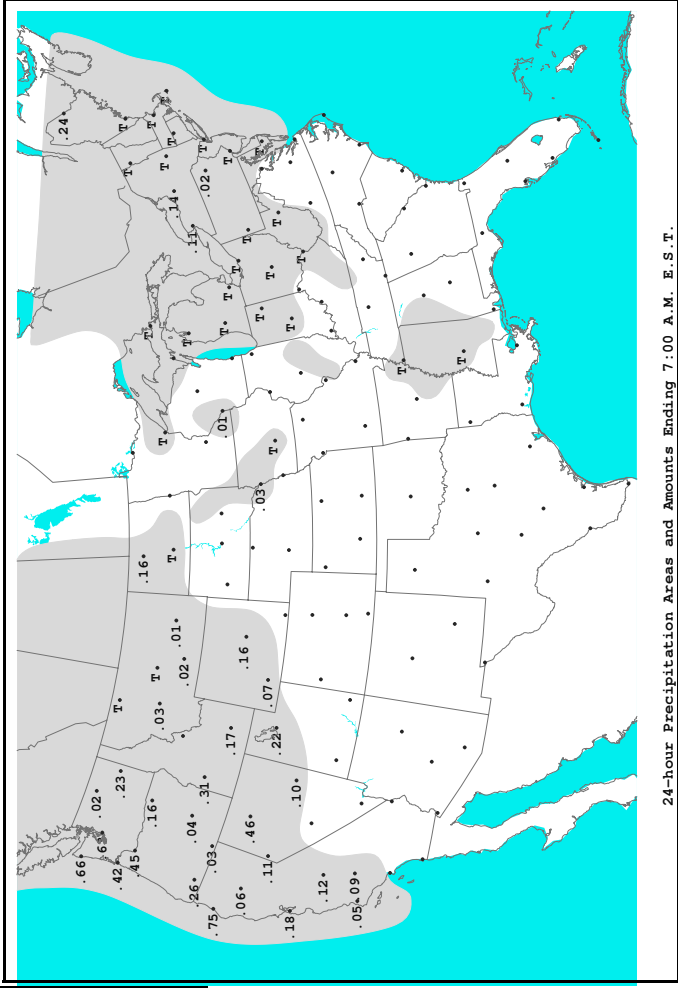 .24
.66
.02
.42
T
.23
T
T
.45
.16
T
.16
T
T
.03
T
T
.01
T
.14
T
.02
T
.26
.04
.11
.31
T
.02
.75
.03
.01
T
T
T
.17
T
.06
.16
T
.46
.03
T
T
.11
.07
T
.22
T
T
.18
T
.10
T
.12
.05
.09
T
T
24-hour Precipitation Areas and Amounts Ending 7:00 A.M. E.S.T.